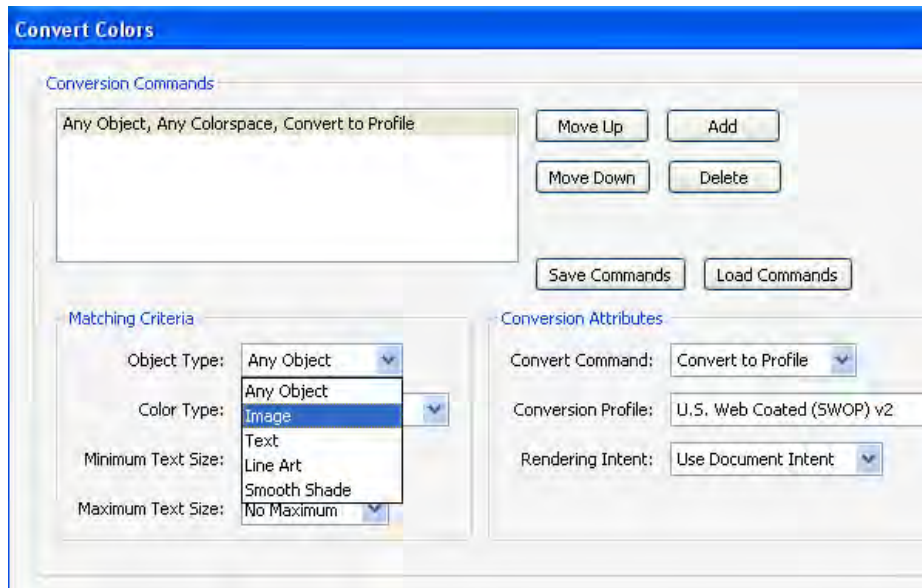 Convert Colors
Conversion Commands
Any Object, Any Colorspace, Convert to Profile
Move Up
Add
Move Down
Delete
Save Commands
Load Commands
Matching Criteria
Object Type: Any Object
Any Object
Image
Text
Line Art
Smooth Shade
Color Type:
Minimum Text Size:
Maximum Text Size: No Maximum
Conversion Attributes
Convert Command: Convert to Profile
Conversion Profile: U.S. Web Coated (SWOP) v2
Rendering Intent: Use Document Intent